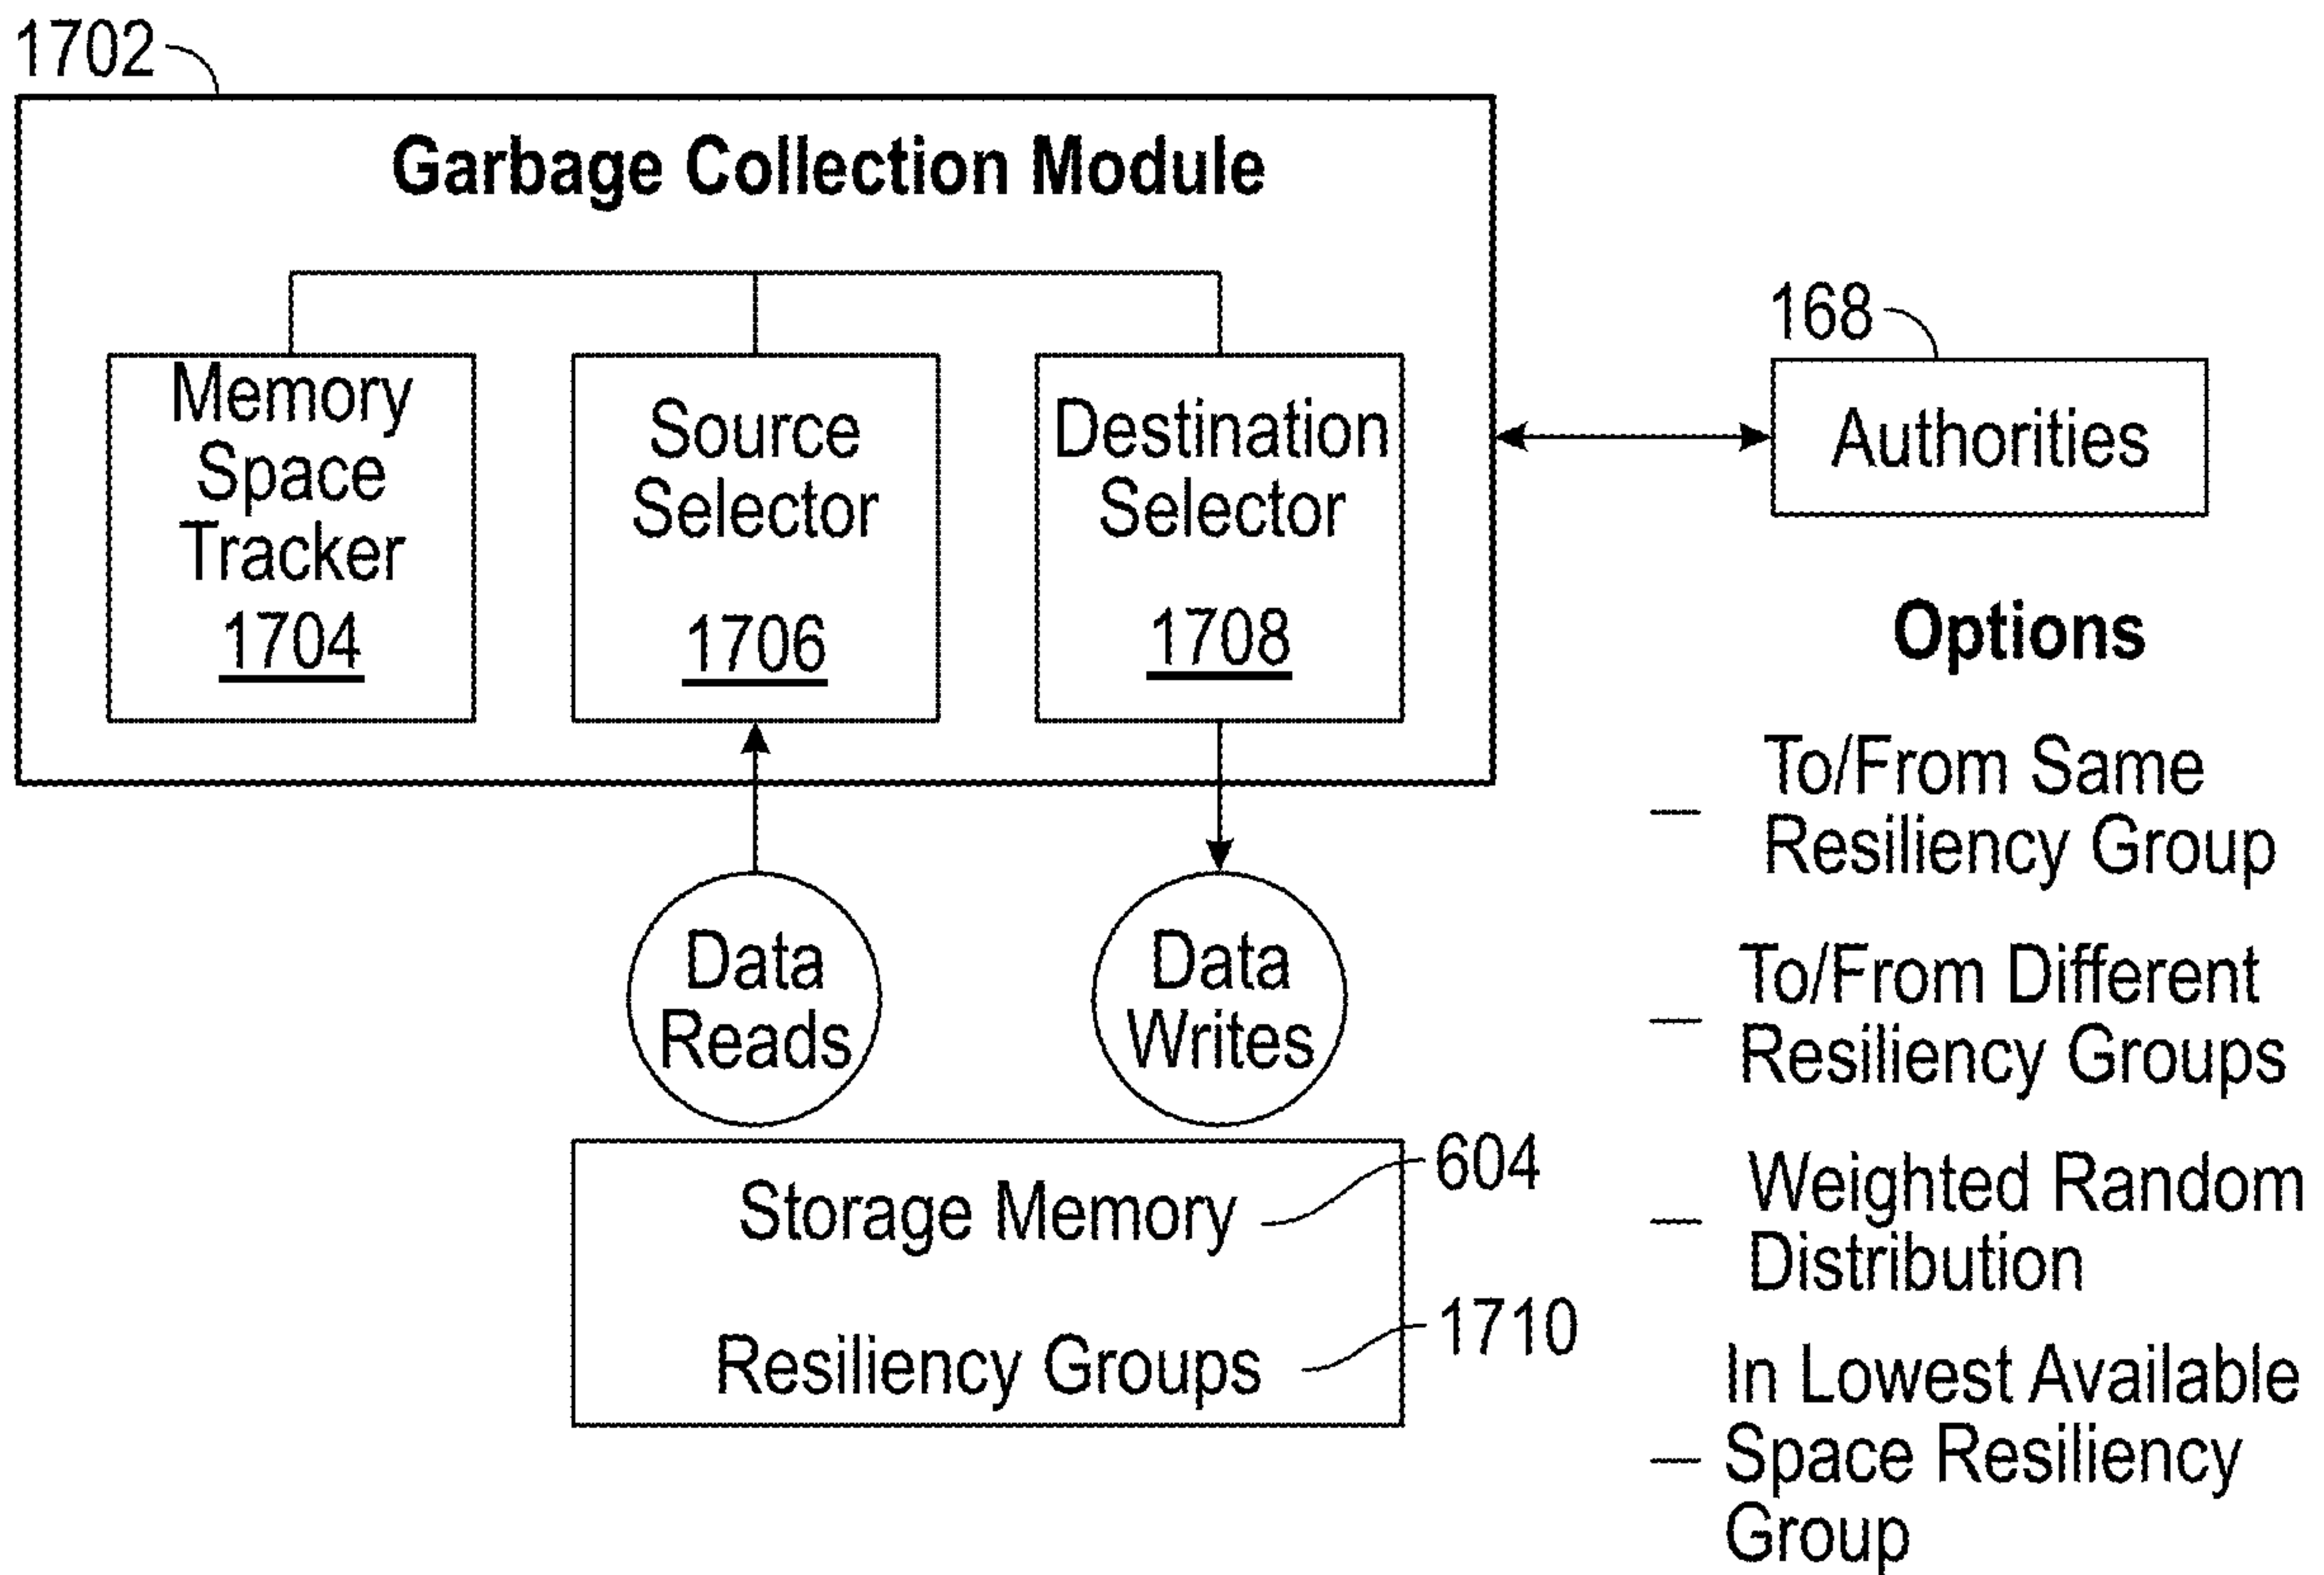 1702
Garbage Collection Module
Memory
Space
Tracker
1704
Source
Selector
1706
Destination
Selector
1708
168
Authorities
Data
Reads
Data
Writes
Storage Memory
604
Resiliency Groups
1710
Options
— To/From Same
Resiliency Group
— To/From Different
Resiliency Groups
— Weighted Random
Distribution
In Lowest Available
— Space Resiliency
Group